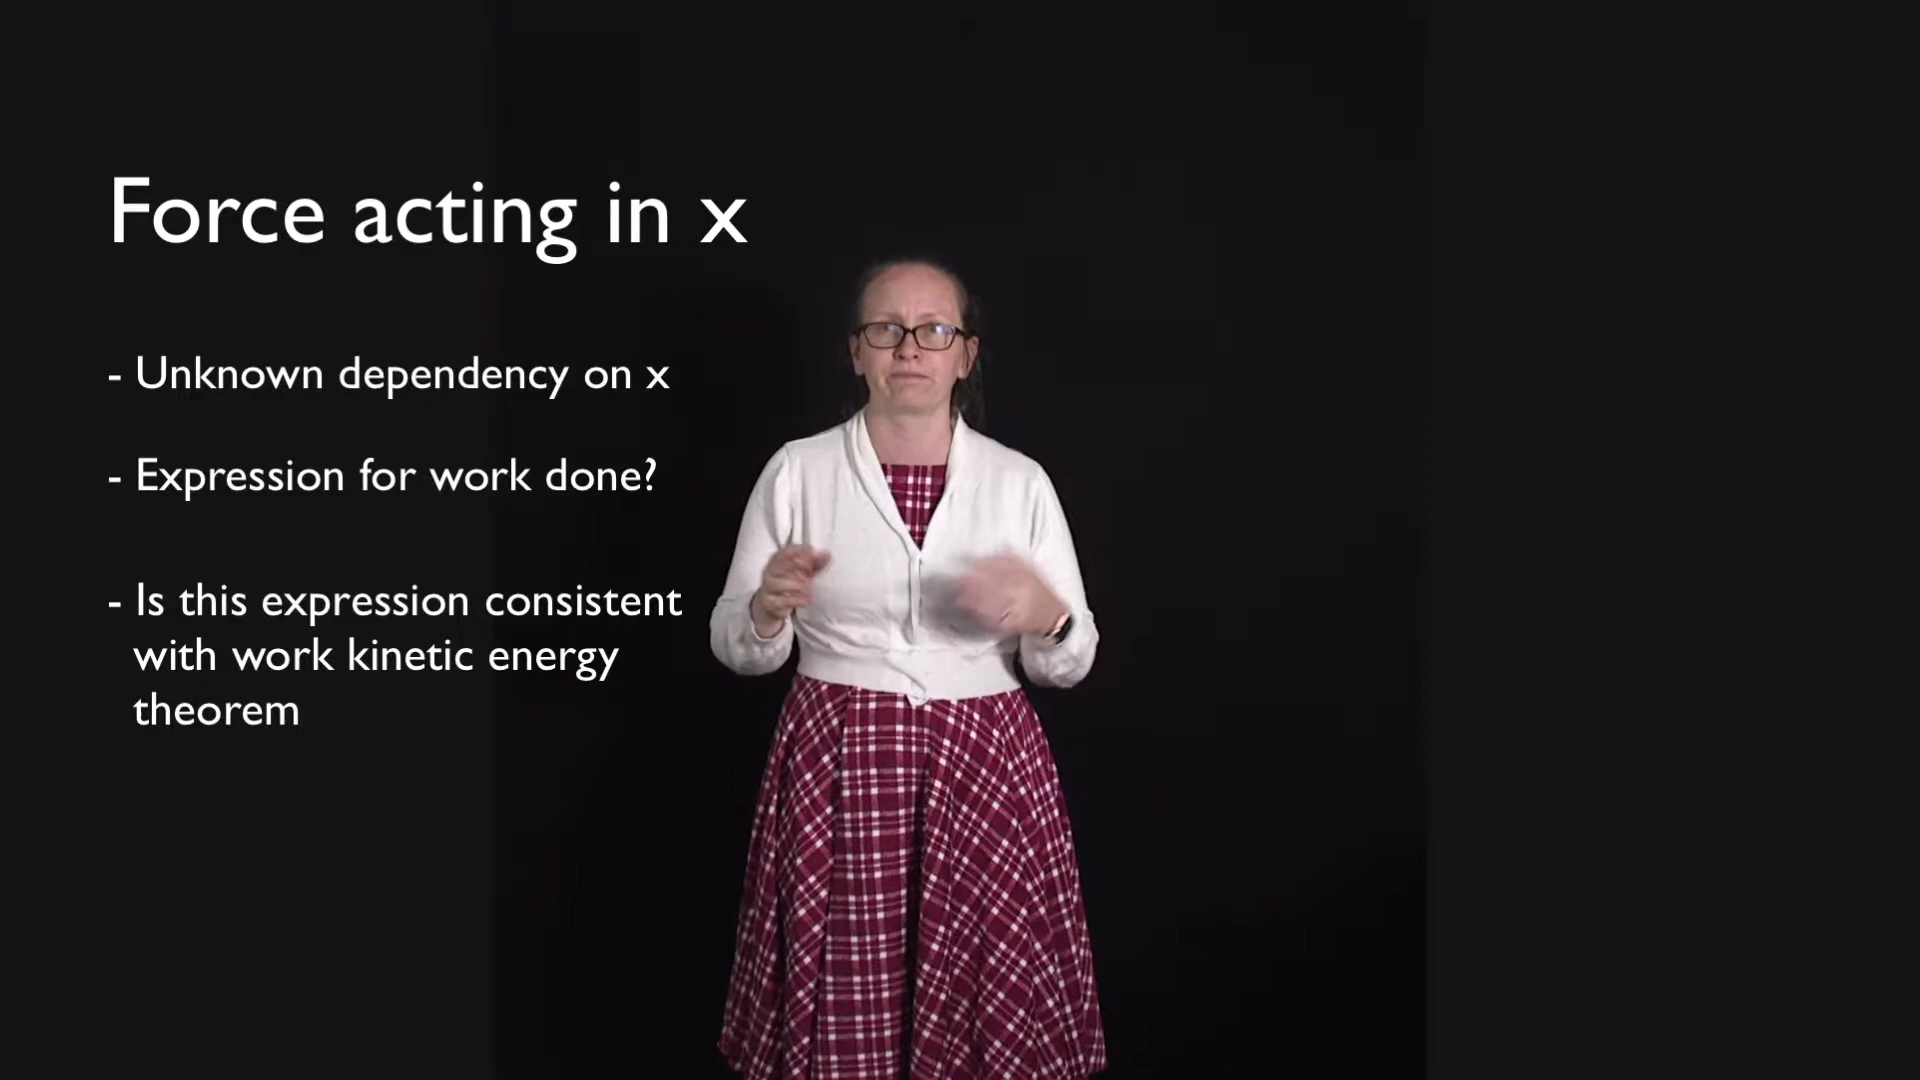 Force acting in x
- Unknown dependency on x
- Expression for work done?
- Is this expression consistent
with work kinetic energy
theorem